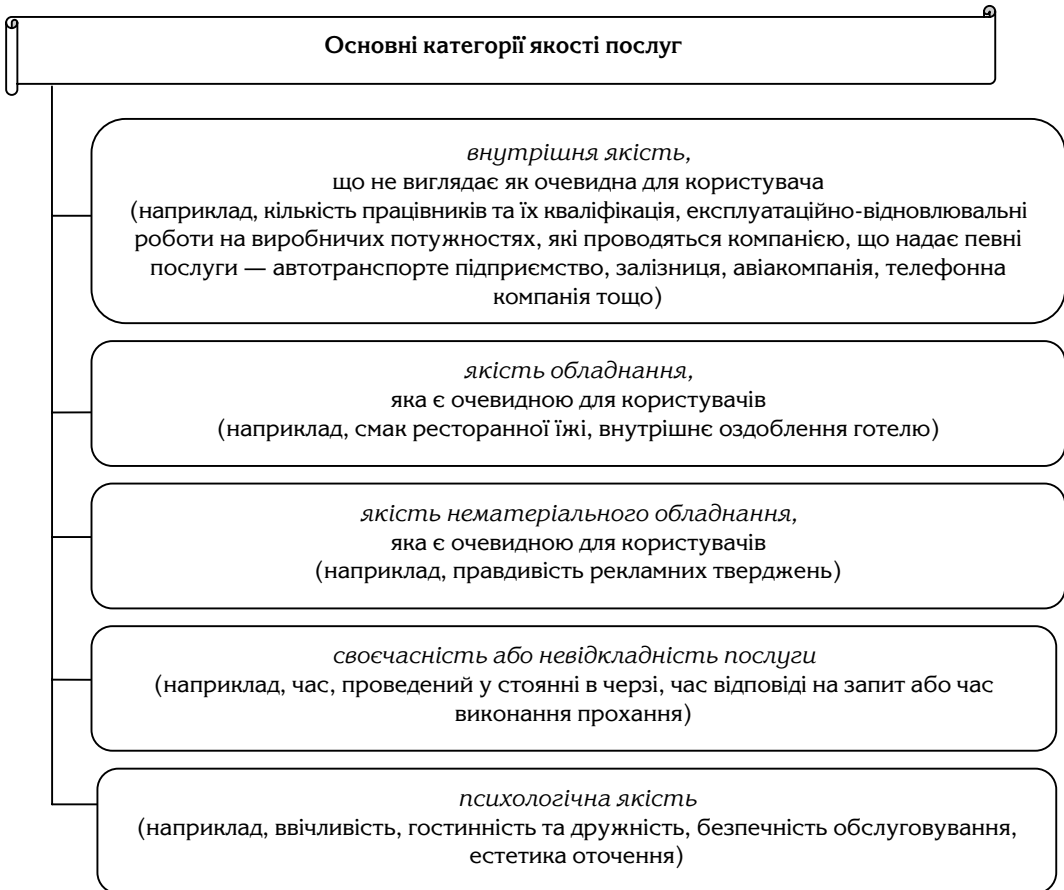 Основні категорії якості послуг
внутрішня якість,
що не виглядає як очевидна для користувача
(наприклад, кількість працівників та їх кваліфікація, експлуатаційно-відновлювальні
роботи на виробничих потужностях, які проводяться компанією, що надає певні
послуги — автотранспорте підприємство, залізниця, авіакомпанія, телефонна
компанія тощо)
якість обладнання,
яка є очевидною для користувачів
(наприклад, смак ресторанної їжі, внутрішнє оздоблення готелю)
якість нематеріального обладнання,
яка є очевидною для користувачів
(наприклад, правдивість рекламних тверджень)
своєчасність або невідкладність послуги
(наприклад, час, проведений у стоянні в черзі, час відповіді на запит або час
виконання прохання)
психологічна якість
(наприклад, ввічливість, гостинність та дружність, безпечність обслуговування,
естетика оточення)